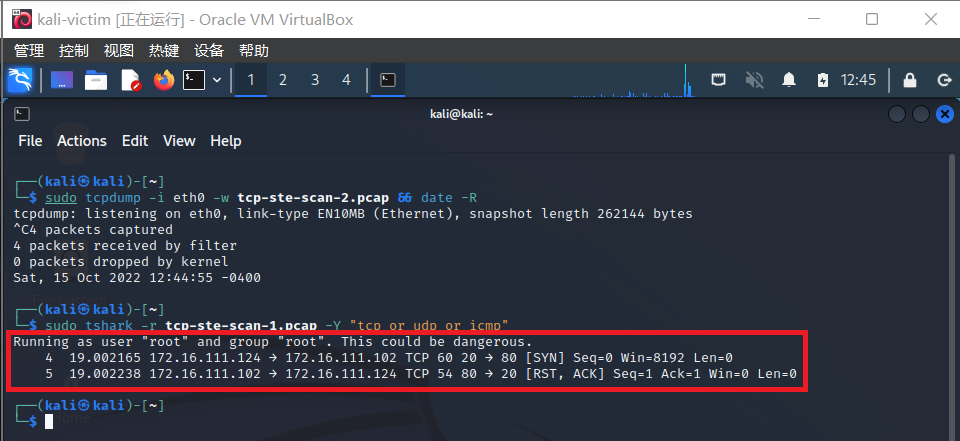 kali-victim [正在运行] - Oracle VM VirtualBox
管理 控制 视图 热键 设备 帮助
1 2 3 4 12:45
kali@kali: ~
File Actions Edit View Help
┌──(kali㉿kali)-[~]
└─$ sudo tcpdump -i eth0 -w tcp-ste-scan-2.pcap && date -R
tcpdump: listening on eth0, link-type EN10MB (Ethernet), snapshot length 262144 bytes
^C4 packets captured
4 packets received by filter
0 packets dropped by kernel
Sat, 15 Oct 2022 12:44:55 -0400
┌──(kali㉿kali)-[~]
└─$ sudo tshark -r tcp-ste-scan-1.pcap -Y "tcp or udp or icmp"
Running as user "root" and group "root". This could be dangerous.
4 19.002165 172.16.111.124 → 172.16.111.102 TCP 60 20 → 80 [SYN] Seq=0 Win=8192 Len=0
5 19.002238 172.16.111.102 → 172.16.111.124 TCP 54 80 → 20 [RST, ACK] Seq=1 Ack=1 Win=0 Len=0
┌──(kali㉿kali)-[~]
└─$